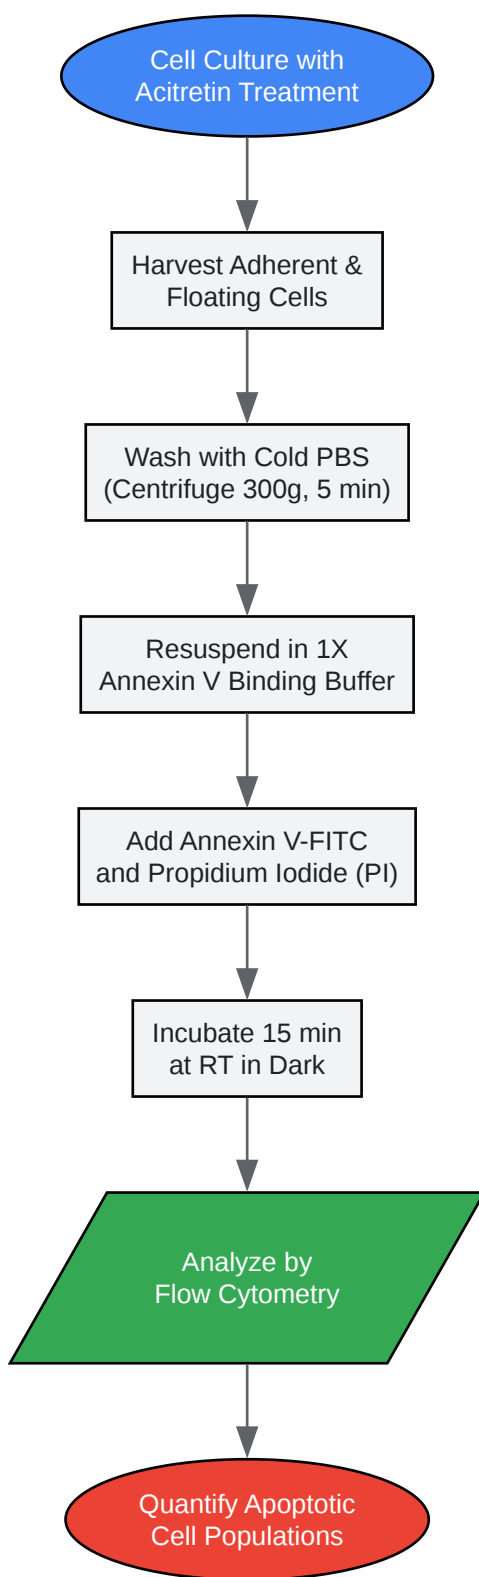 Cell Culture with
Acitretin Treatment
Harvest Adherent &
Floating Cells
Wash with Cold PBS
(Centrifuge 300g, 5 min)
Resuspend in 1X
Annexin V Binding Buffer
Add Annexin V-FITC
and Propidium Iodide (PI)
Incubate 15 min
at RT in Dark
Analyze by
Flow Cytometry
Quantify Apoptotic
Cell Populations